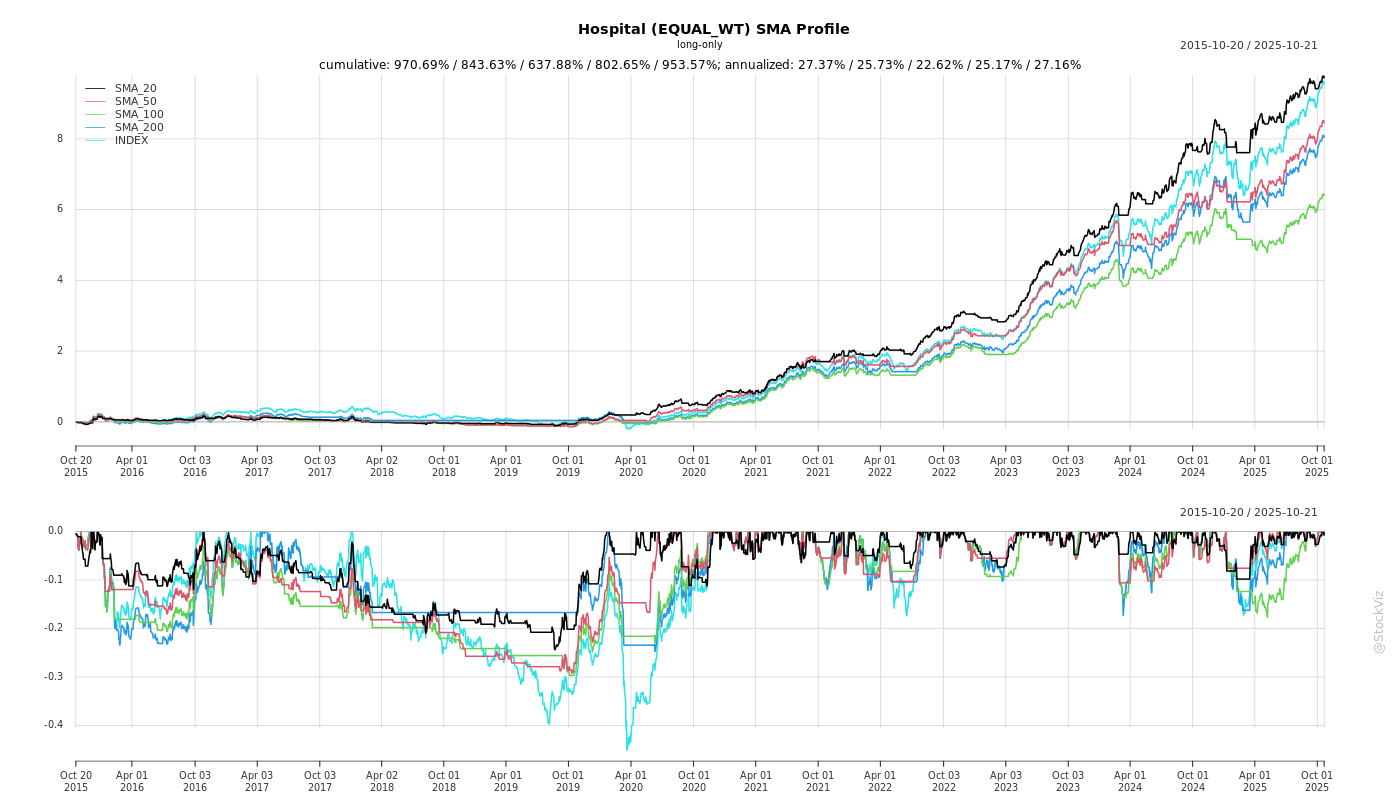 Hospital (EQUAL_WT) SMA Profile
long-only
2015-10-20 / 2025-10-21
cumulative: 970.69% / 843.63% / 637.88% / 802.65% / 953.57%; annualized: 27.37% / 25.73% / 22.62% / 25.17% / 27.16%
SMA_20
SMA_50
SMA_100
SMA_200
INDEX
8
6
4
2
0
Oct 20 Apr 01 Oct 03 Apr 03 Oct 03 Apr 02 Oct 01 Apr 01 Oct 01 Apr 01 Oct 01 Apr 01 Oct 01 Apr 01 Oct 03 Apr 03 Oct 03 Apr 01 Oct 01 Apr 01 Oct 01
2015 2016 2016 2017 2017 2018 2018 2019 2019 2020 2020 2021 2021 2022 2022 2023 2023 2024 2024 2025 2025
2015-10-20 / 2025-10-21
0.0
-0.1
-0.2
-0.3
-0.4
Oct 20 Apr 01 Oct 03 Apr 03 Oct 03 Apr 02 Oct 01 Apr 01 Oct 01 Apr 01 Oct 01 Apr 01 Oct 01 Apr 01 Oct 03 Apr 03 Oct 03 Apr 01 Oct 01 Apr 01 Oct 01
2015 2016 2016 2017 2017 2018 2018 2019 2019 2020 2020 2021 2021 2022 2022 2023 2023 2024 2024 2025 2025
@StockViz